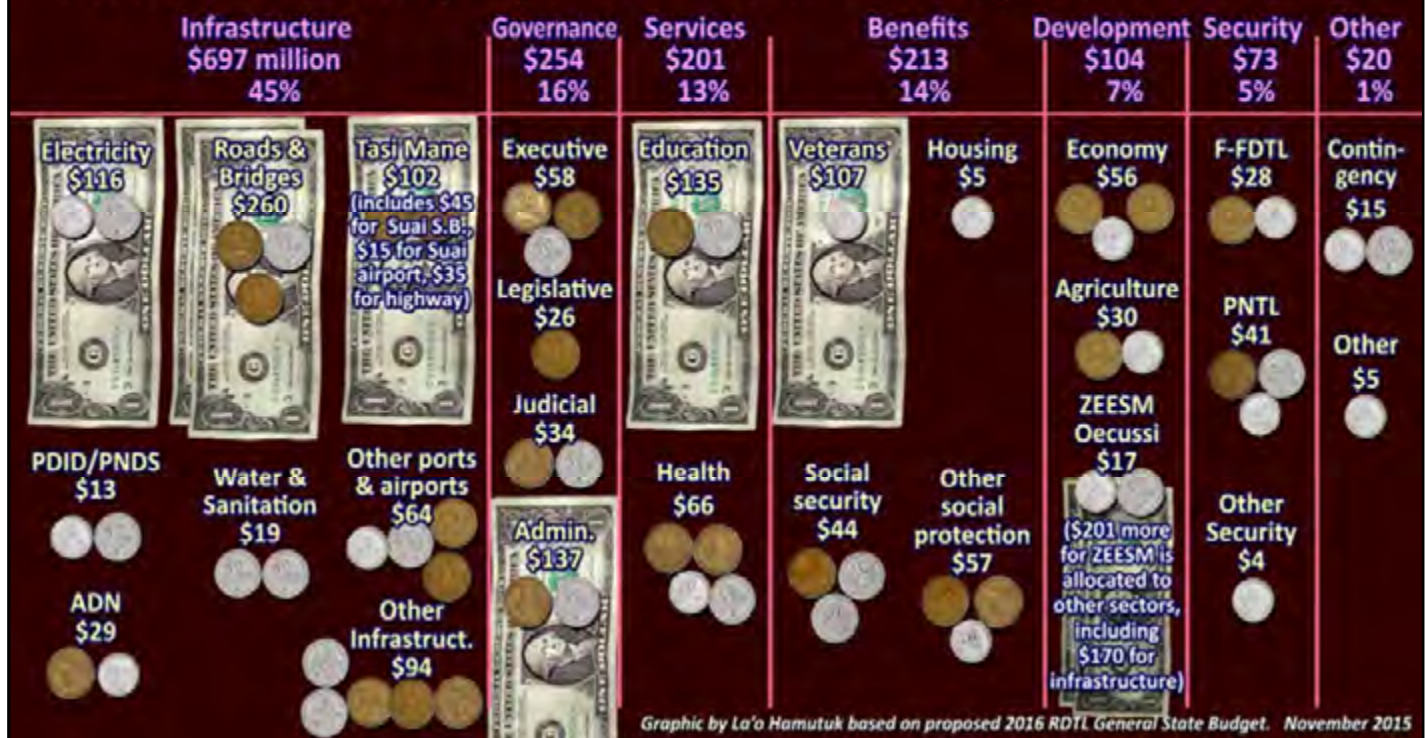 Infrastructure
$697 million
45%
Governance
$254
16%
Services
$201
13%
Benefits
$213
14%
Development
$104
7%
Security
$73
5%
Other
$20
1%
Electricity
$116
Roads &
Bridges
$260
Tasi Mane
$102
(includes $45
for Suai S.B.,
$15 for Suai
airport, $35
for highway)
PDID/PNDS
$13
Water &
Sanitation
$19
Other ports
& airports
$64
ADN
$29
Other
Infrastruct.
$94
Executive
$58
Legislative
$26
Judicial
$34
Admin.
$137
Education
$135
Health
$66
Veterans'
$107
Housing
$5
Social
security
$44
Other
social
protection
$57
Economy
$56
Agriculture
$30
ZEESM
Oecussi
$17
($201 more
for ZEESM is
allocated to
other sectors,
including
$170 for
infrastructure)
F-FDTL
$28
PNTL
$41
Other
Security
$4
Contin-
gency
$15
Other
$5
Graphic by La'o Hamutuk based on proposed 2016 RDTL General State Budget. November 2015